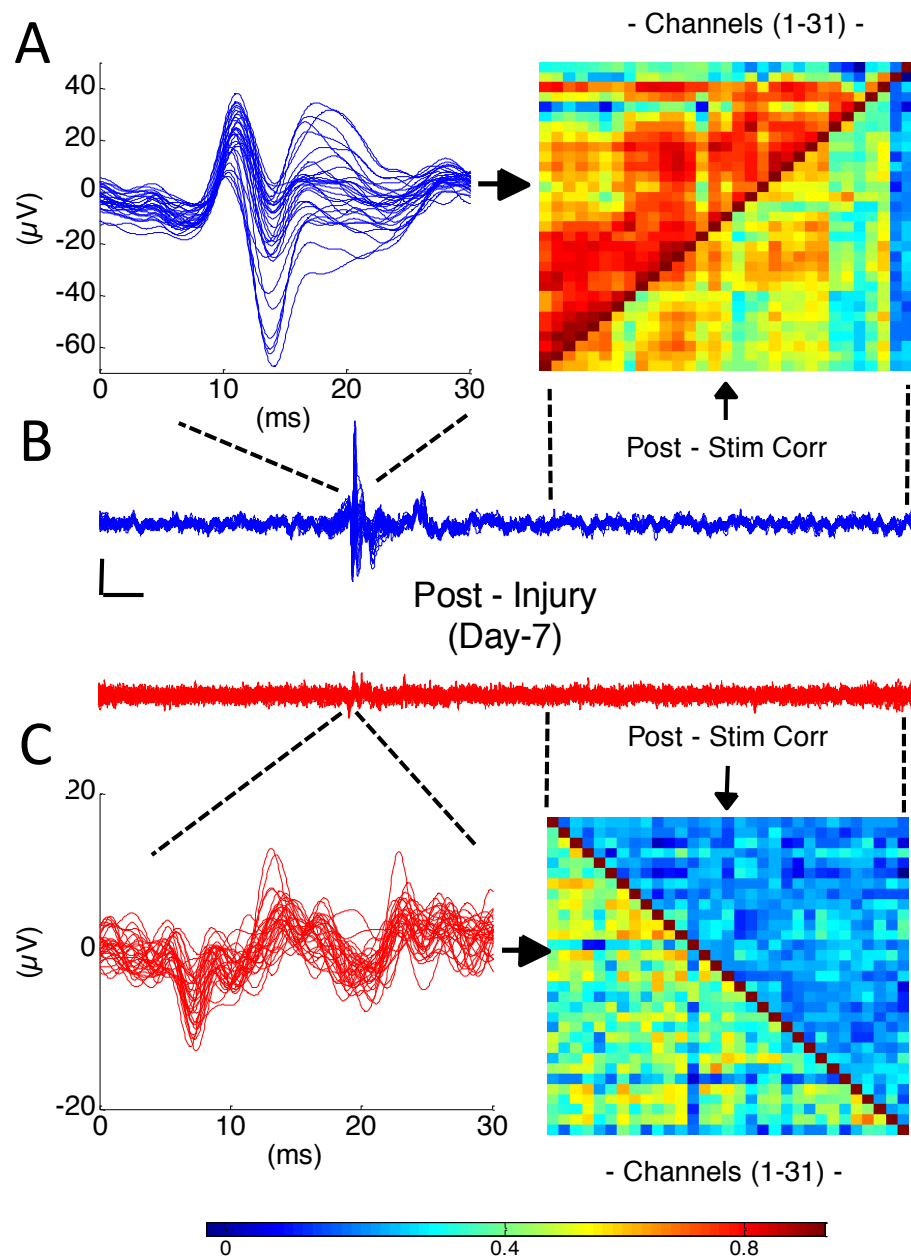 A
- Channels (1-31) -
50
40
20
0
-20
-40
-60
(µV)
0
10
20
30
(ms)
Post - Stim Corr
B
Post - Injury
(Day-7)
Post - Stim Corr
C
20
0
-20
(µV)
0
10
20
30
(ms)
- Channels (1-31) -
0
0.4
0.8